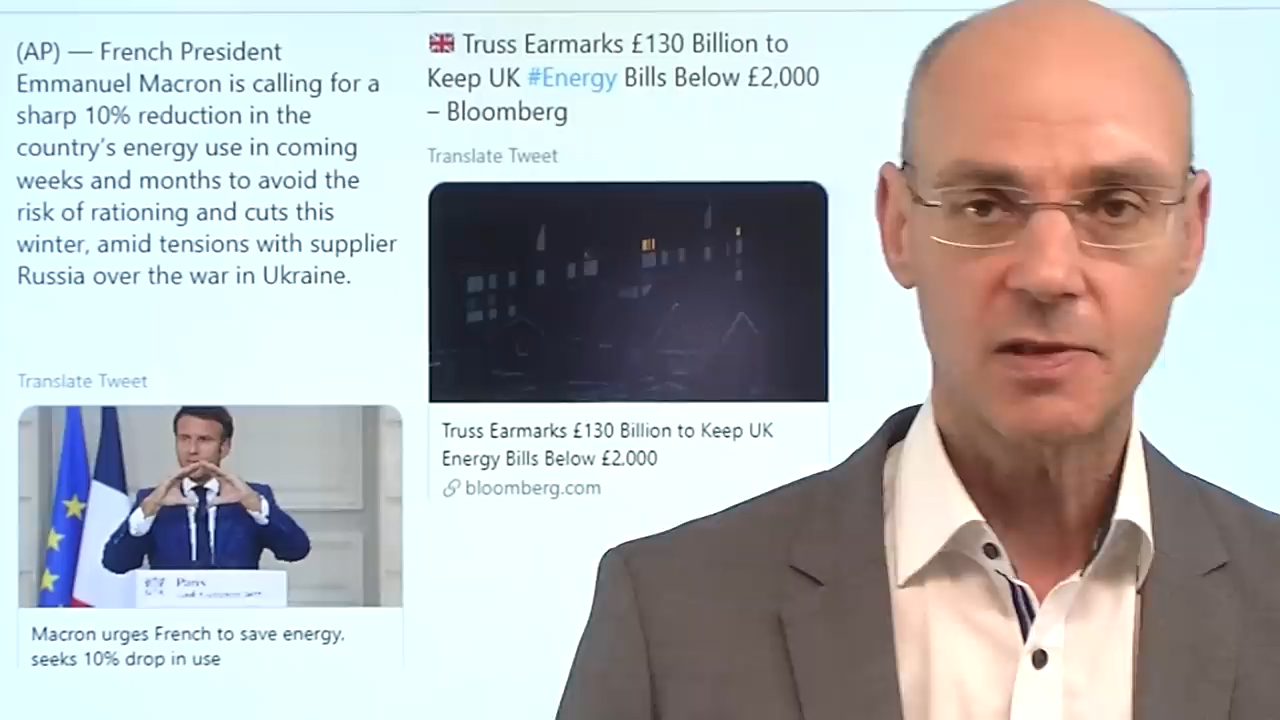 (AP) — French President
Emmanuel Macron is calling for a
sharp 10% reduction in the
country's energy use in coming
weeks and months to avoid the
risk of rationing and cuts this
winter, amid tensions with supplier
Russia over the war in Ukraine.
Translate Tweet
Paris
Macron urges French to save energy,
seeks 10% drop in use
Truss Earmarks £130 Billion to
Keep UK #Energy Bills Below £2,000
– Bloomberg
Translate Tweet
Truss Earmarks £130 Billion to Keep UK
Energy Bills Below £2,000
bloomberg.com